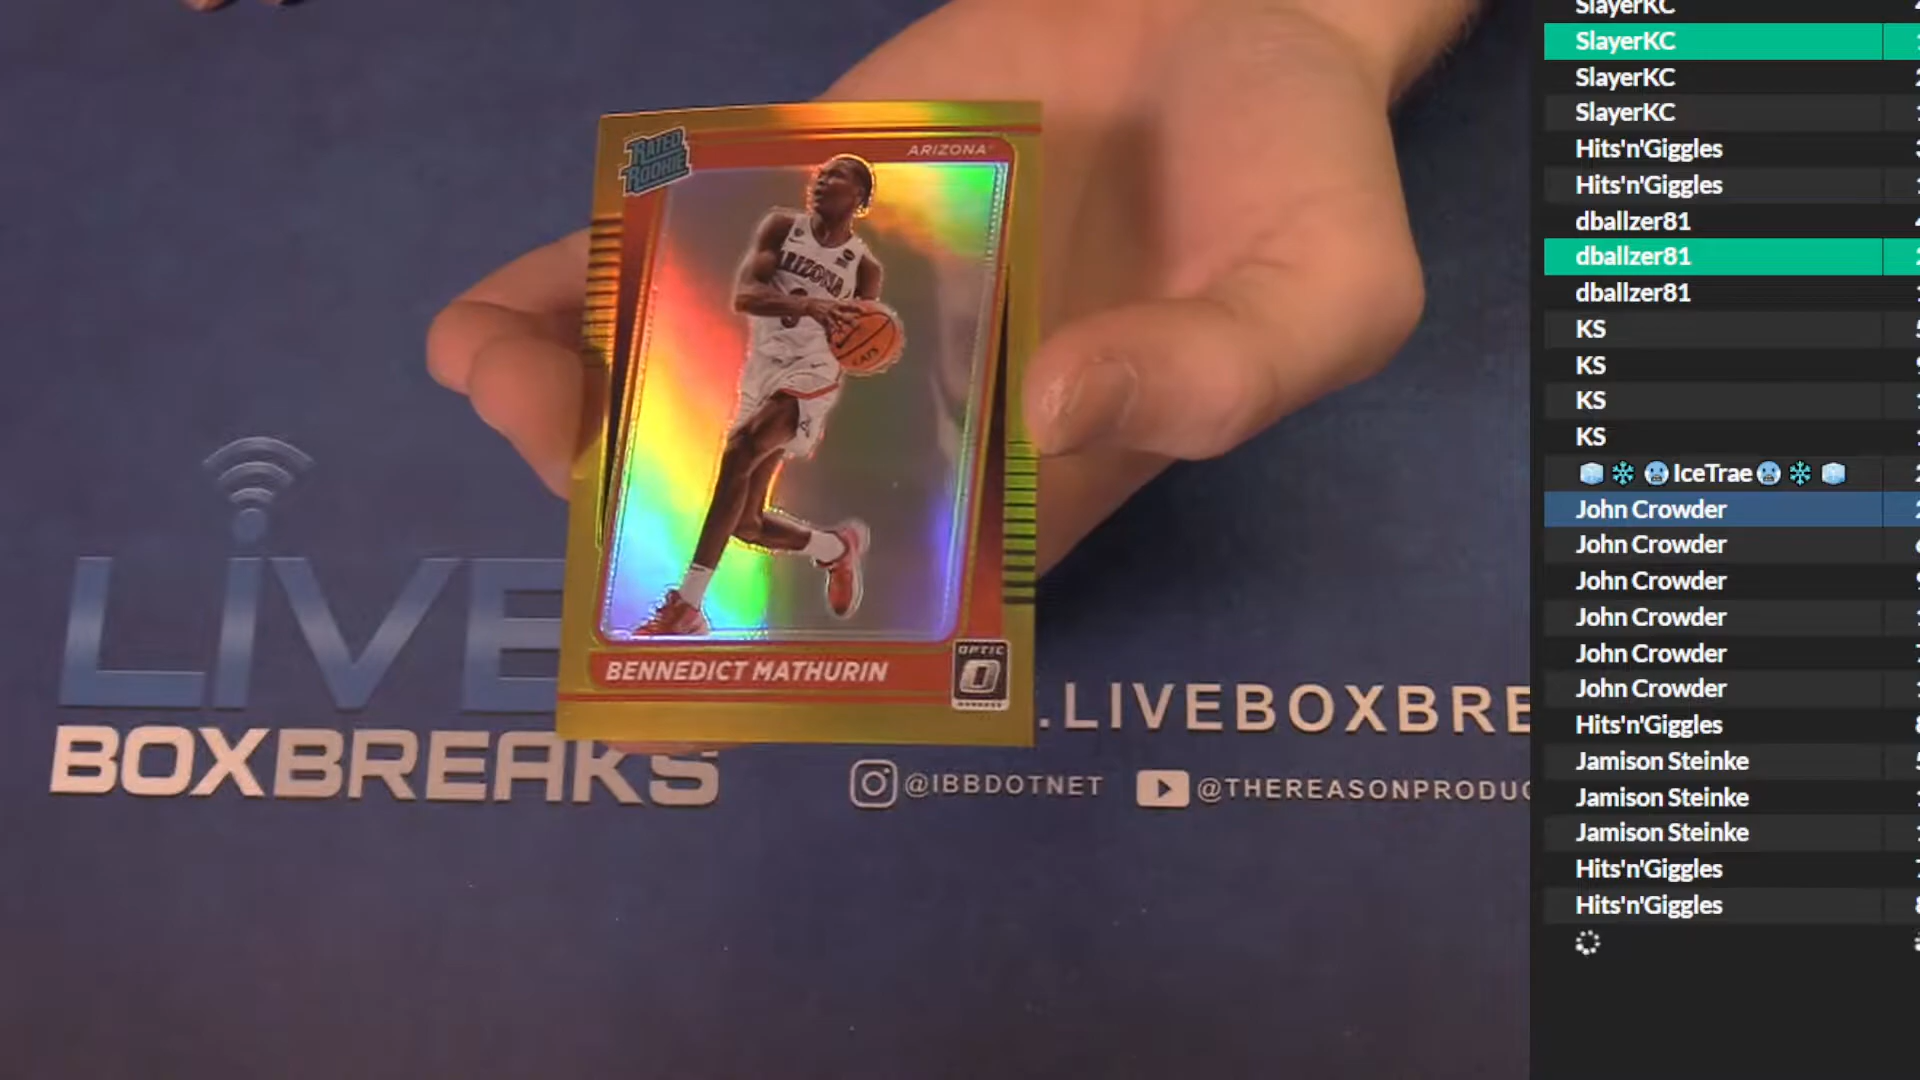 RATED
ROOKIE
ARIZONA
ARIZONA
BENNEDICT MATHURIN
OPTIC
LIVE
BOXBREAKS
.LIVEBOXBRE
@IBBDOTNET
@THEREASONPRODUC
SlayerKC
SlayerKC
SlayerKC
SlayerKC
Hits'n'Giggles
Hits'n'Giggles
dballzer81
dballzer81
dballzer81
KS
KS
KS
KS
🧊 ❄ 🥶 IceTrae 🥶 ❄ 🧊
John Crowder
John Crowder
John Crowder
John Crowder
John Crowder
John Crowder
Hits'n'Giggles
Jamison Steinke
Jamison Steinke
Jamison Steinke
Hits'n'Giggles
Hits'n'Giggles